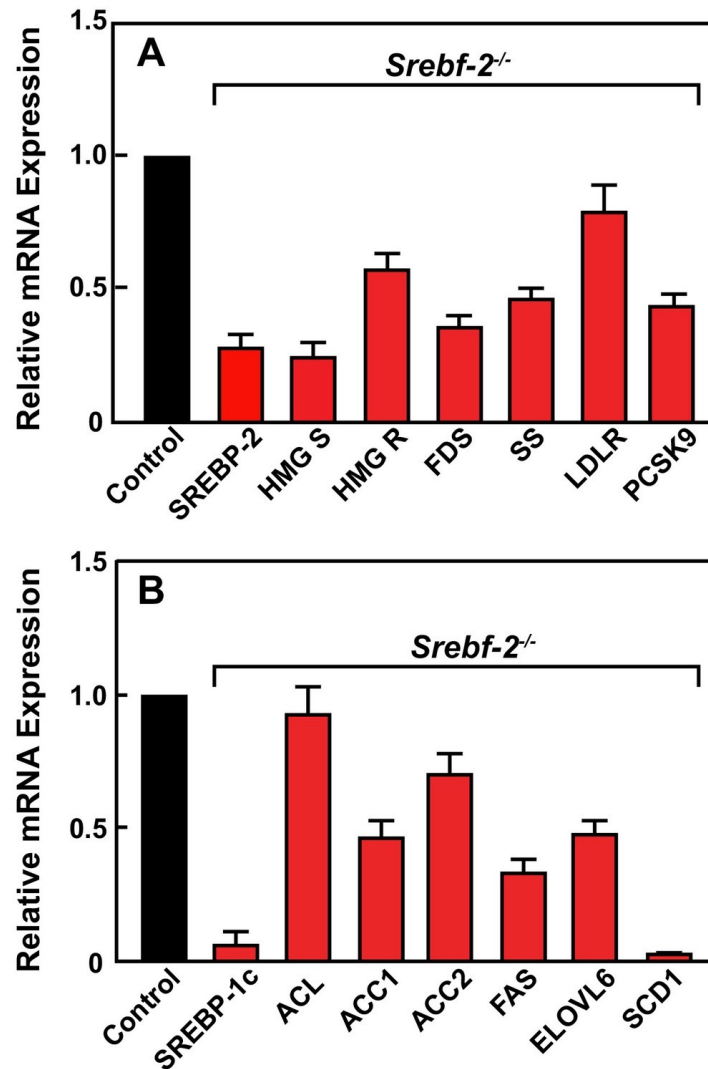 A
Srebf-2-/-
Relative mRNA Expression
1.5
1.0
0.5
0
Control
SREBP-2
HMG S
HMG R
FDS
SS
LDLR
PCSK9
B
Srebf-2-/-
Relative mRNA Expression
1.5
1.0
0.5
0
Control
SREBP-1c
ACL
ACC1
ACC2
FAS
ELOVL6
SCD1